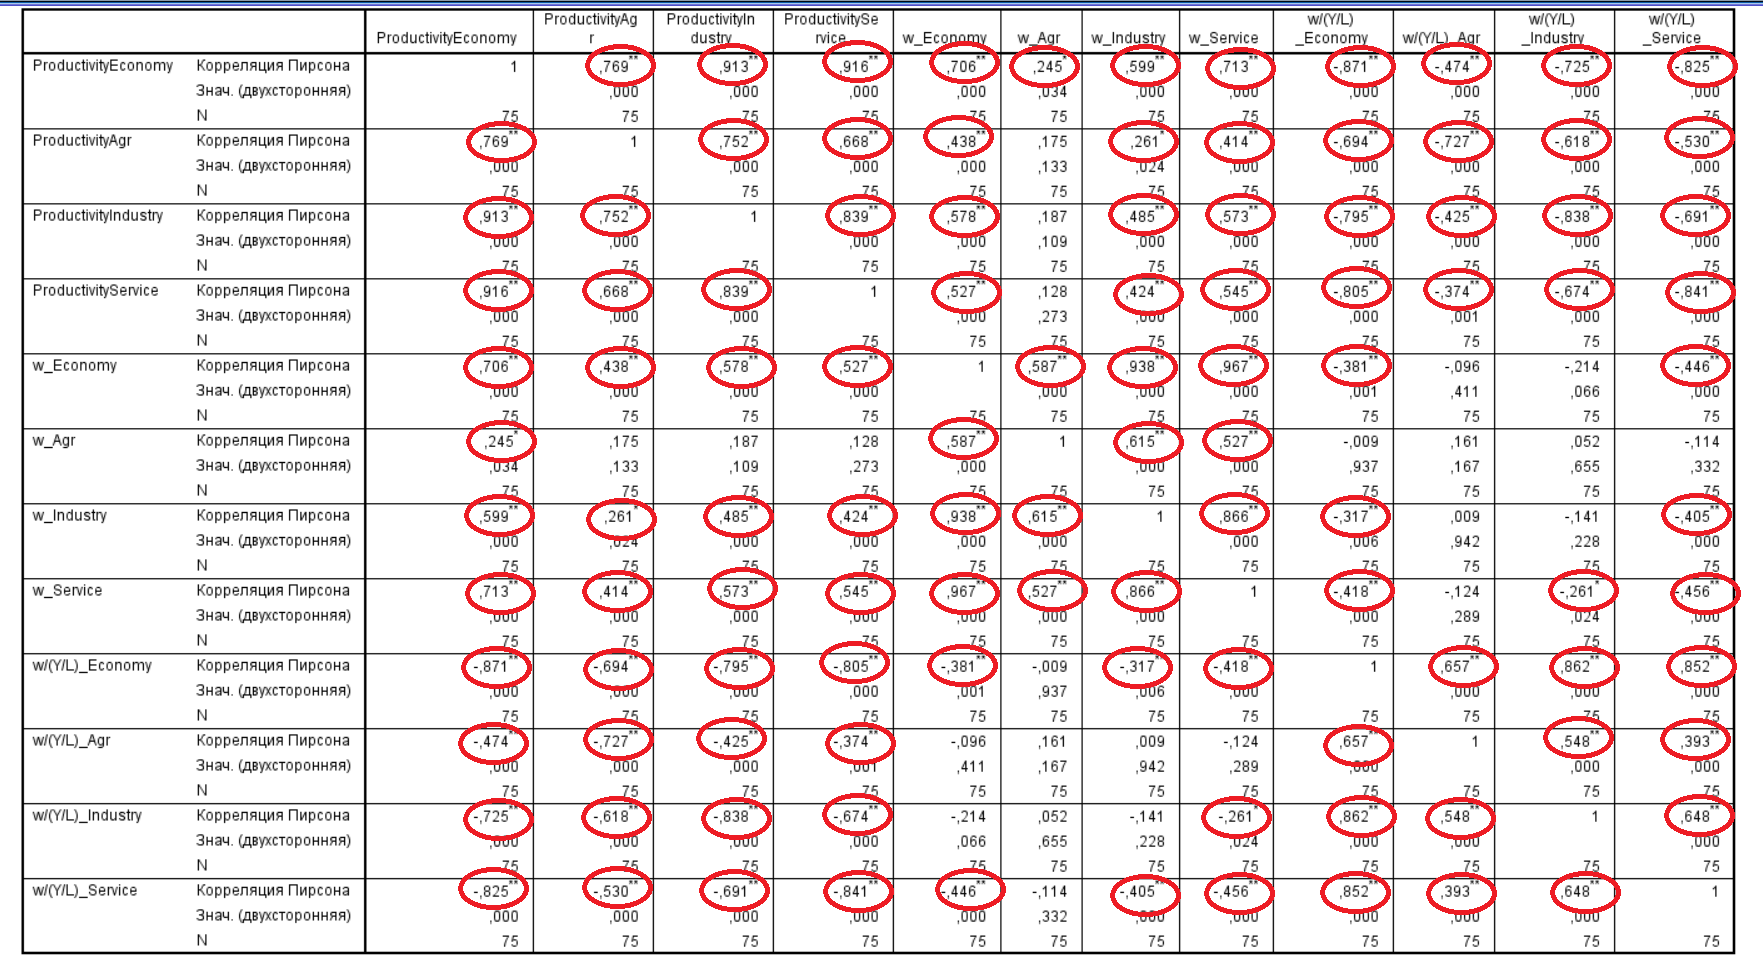 ProductivityEconomy ProductivityAgr ProductivityIndustry ProductivityService w_Economy w_Agr w_Industry w_Service w/(Y/L)_Economy w/(Y/L)_Agr w/(Y/L)_Industry w/(Y/L)_Service
ProductivityEconomy Корреляция Пирсона 1 ,769** ,913** ,916** ,706** ,245* ,599** ,713** -,871** -,474** -,725** -,825**
Знач. (двухсторонняя) ,000 ,000 ,000 ,000 ,034 ,000 ,000 ,000 ,000 ,000 ,000
N 75 75 75 75 75 75 75 75 75 75 75 75
ProductivityAgr Корреляция Пирсона ,769** 1 ,752** ,668** ,438** ,175 ,261* ,414** -,694** -,727** -,618** -,530**
Знач. (двухсторонняя) ,000 ,000 ,000 ,000 ,133 ,024 ,000 ,000 ,000 ,000 ,000
N 75 75 75 75 75 75 75 75 75 75 75 75
ProductivityIndustry Корреляция Пирсона ,913** ,752** 1 ,839** ,578** ,187 ,485** ,573** -,795** -,425** -,838** -,691**
Знач. (двухсторонняя) ,000 ,000 ,000 ,000 ,109 ,000 ,000 ,000 ,000 ,000 ,000
N 75 75 75 75 75 75 75 75 75 75 75 75
ProductivityService Корреляция Пирсона ,916** ,668** ,839** 1 ,527** ,128 ,424** ,545** -,805** -,374** -,674** -,841**
Знач. (двухсторонняя) ,000 ,000 ,000 ,000 ,273 ,000 ,000 ,000 ,001 ,000 ,000
N 75 75 75 75 75 75 75 75 75 75 75 75
w_Economy Корреляция Пирсона ,706** ,438** ,578** ,527** 1 ,587** ,938** ,967** -,381** -,096 -,214 -,446**
Знач. (двухсторонняя) ,000 ,000 ,000 ,000 ,000 ,000 ,000 ,001 ,411 ,066 ,000
N 75 75 75 75 75 75 75 75 75 75 75 75
w_Agr Корреляция Пирсона ,245* ,175 ,187 ,128 ,587** 1 ,615** ,527** -,009 ,161 ,052 -,114
Знач. (двухсторонняя) ,034 ,133 ,109 ,273 ,000 ,000 ,000 ,937 ,167 ,655 ,332
N 75 75 75 75 75 75 75 75 75 75 75 75
w_Industry Корреляция Пирсона ,599** ,261* ,485** ,424** ,938** ,615** 1 ,866** -,317** ,009 -,141 -,405**
Знач. (двухсторонняя) ,000 ,024 ,000 ,000 ,000 ,000 ,000 ,006 ,942 ,228 ,000
N 75 75 75 75 75 75 75 75 75 75 75 75
w_Service Корреляция Пирсона ,713** ,414** ,573** ,545** ,967** ,527** ,866** 1 -,418** -,124 -,261* -,456**
Знач. (двухсторонняя) ,000 ,000 ,000 ,000 ,000 ,000 ,000 ,000 ,289 ,024 ,000
N 75 75 75 75 75 75 75 75 75 75 75 75
w/(Y/L)_Economy Корреляция Пирсона -,871** -,694** -,795** -,805** -,381** -,009 -,317** -,418** 1 ,657** ,862** ,852**
Знач. (двухсторонняя) ,000 ,000 ,000 ,000 ,001 ,937 ,006 ,000 ,000 ,000 ,000
N 75 75 75 75 75 75 75 75 75 75 75 75
w/(Y/L)_Agr Корреляция Пирсона -,474** -,727** -,425** -,374** -,096 ,161 ,009 -,124 ,657** 1 ,548** ,393**
Знач. (двухсторонняя) ,000 ,000 ,000 ,001 ,411 ,167 ,942 ,289 ,000 ,000 ,000
N 75 75 75 75 75 75 75 75 75 75 75 75
w/(Y/L)_Industry Корреляция Пирсона -,725** -,618** -,838** -,674** -,214 ,052 -,141 -,261* ,862** ,548** 1 ,648**
Знач. (двухсторонняя) ,000 ,000 ,000 ,000 ,066 ,655 ,228 ,024 ,000 ,000 ,000
N 75 75 75 75 75 75 75 75 75 75 75 75
w/(Y/L)_Service Корреляция Пирсона -,825** -,530** -,691** -,841** -,446** -,114 -,405** -,456** ,852** ,393** ,648** 1
Знач. (двухсторонняя) ,000 ,000 ,000 ,000 ,000 ,332 ,000 ,000 ,000 ,000 ,000
N 75 75 75 75 75 75 75 75 75 75 75 75